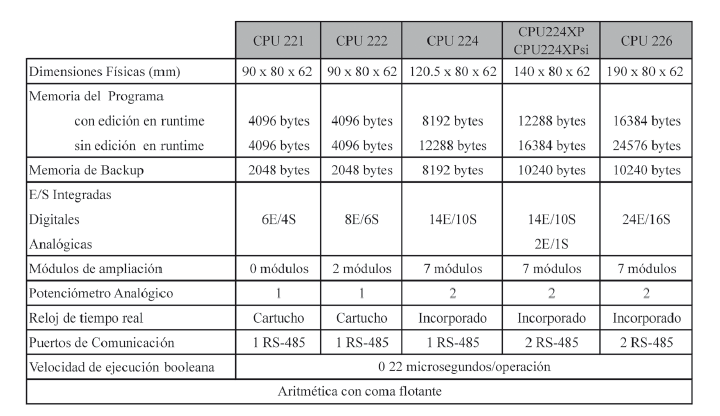 CPU 221 CPU 222 CPU 224 CPU224XP CPU224XPsi CPU 226
Dimensiones Físicas (mm) 90 x 80 x 62 90 x 80 x 62 120.5 x 80 x 62 140 x 80 x 62 190 x 80 x 62
Memoria del Programa
con edición en runtime 4096 bytes 4096 bytes 8192 bytes 12288 bytes 16384 bytes
sin edición en runtime 4096 bytes 4096 bytes 12288 bytes 16384 bytes 24576 bytes
Memoria de Backup 2048 bytes 2048 bytes 8192 bytes 10240 bytes 10240 bytes
E/S Integradas
Digitales 6E/4S 8E/6S 14E/10S 14E/10S 24E/16S
Analógicas 2E/1S
Módulos de ampliación 0 módulos 2 módulos 7 módulos 7 módulos 7 módulos
Potenciómetro Analógico 1 1 2 2 2
Reloj de tiempo real Cartucho Cartucho Incorporado Incorporado Incorporado
Puertos de Comunicación 1 RS-485 1 RS-485 1 RS-485 2 RS-485 2 RS-485
Velocidad de ejecución booleana 0 22 microsegundos/operación
Aritmética con coma flotante